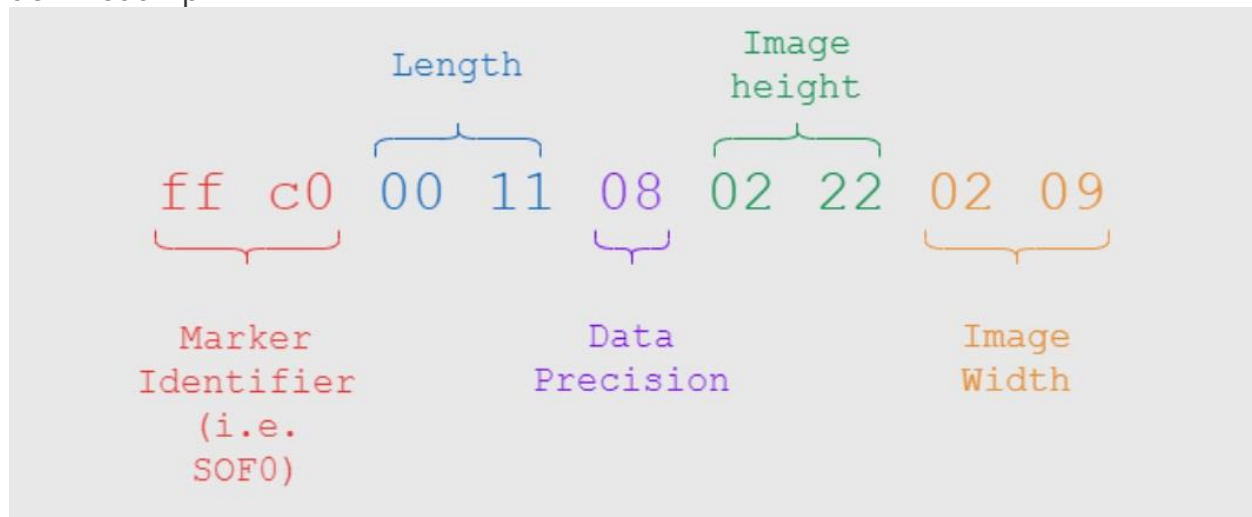 Length
Image
height
ff c0 00 11 08 02 22 02 09
Marker
Identifier
(i.e.
SOF0)
Data
Precision
Image
Width